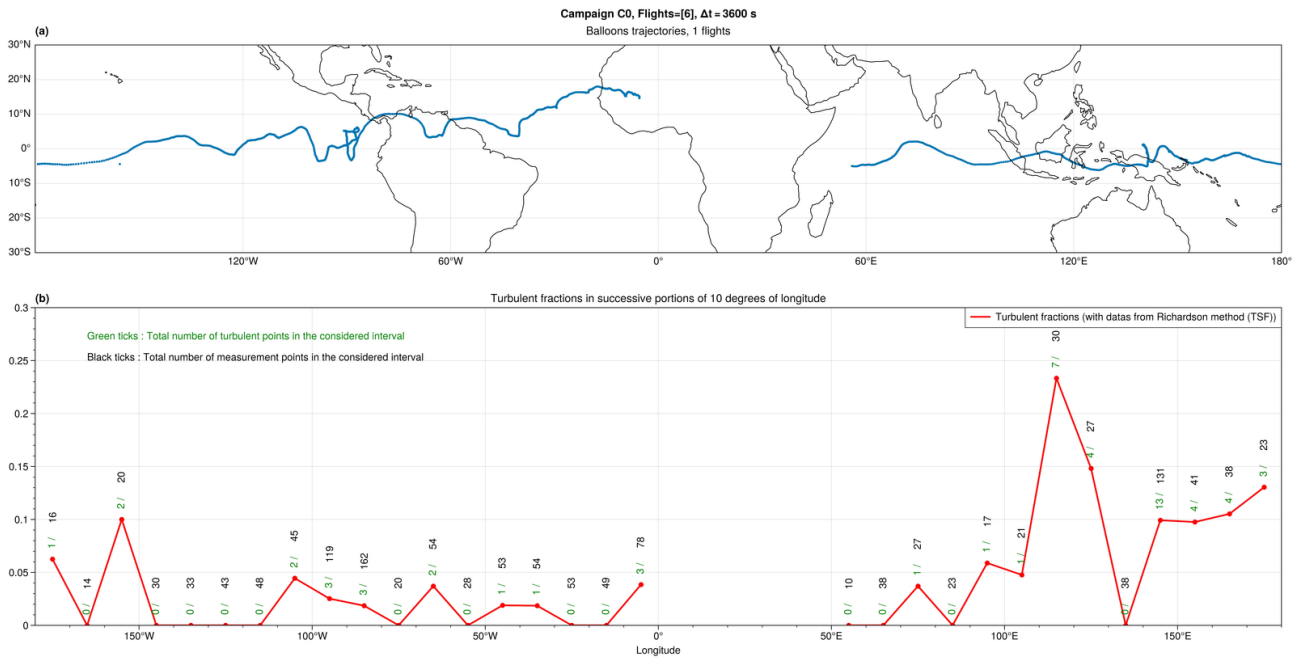 Campaign C0, Flights=[6], Δt = 3600 s
(a)
Balloons trajectories, 1 flights
30°N
20°N
10°N
0°
10°S
20°S
30°S
120°W 60°W 0° 60°E 120°E 180°
(b)
Turbulent fractions in successive portions of 10 degrees of longitude
0.3
0.25
0.2
0.15
0.1
0.05
0
Green ticks : Total number of turbulent points in the considered interval
Black ticks : Total number of measurement points in the considered interval
Turbulent fractions (with datas from Richardson method (TSF))
1 / 16
0 / 14
2 / 20
0 / 30
0 / 33
0 / 43
0 / 48
2 / 45
3 / 119
3 / 162
0 / 20
2 / 54
0 / 28
1 / 53
1 / 54
0 / 53
0 / 49
3 / 78
0 / 10
0 / 38
1 / 27
0 / 23
1 / 17
1 / 21
7 / 30
4 / 27
0 / 38
13 / 131
4 / 41
4 / 38
3 / 23
150°W 100°W 50°W 0° 50°E 100°E 150°E
Longitude